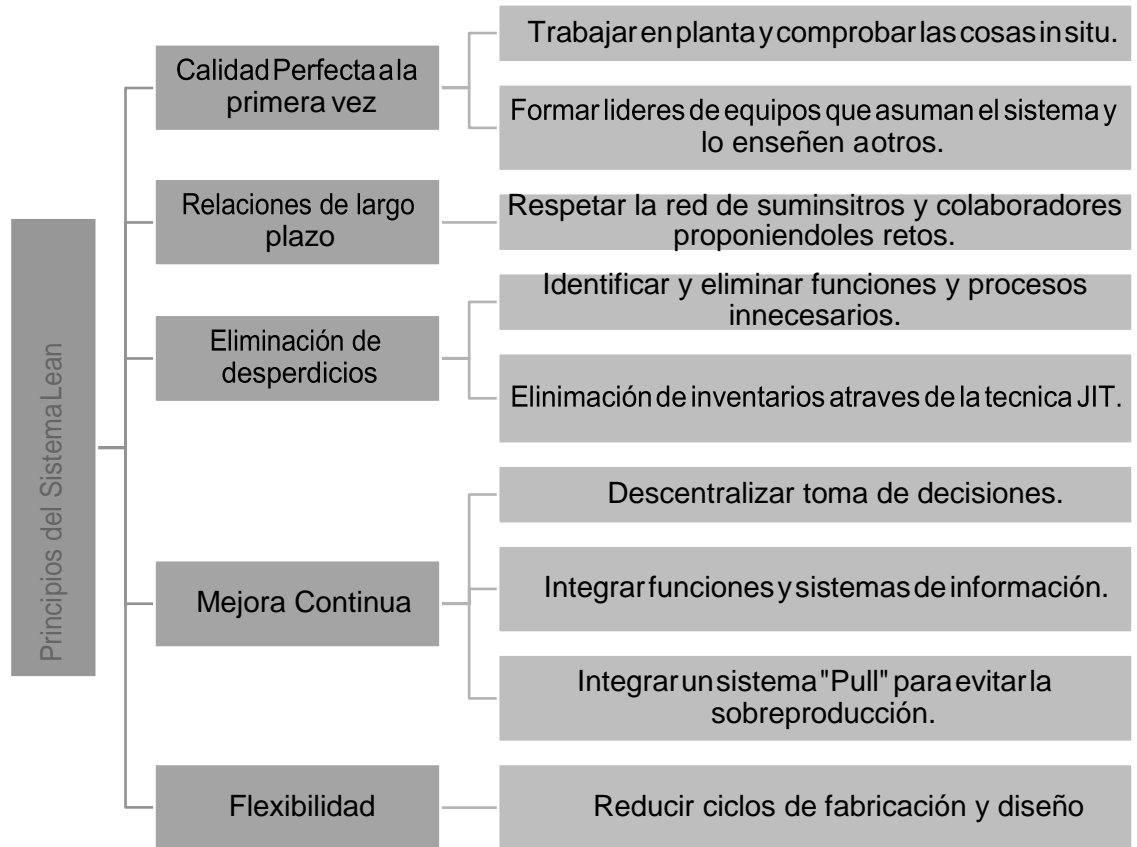 Principios del Sistema Lean
Calidad Perfecta a la
primera vez
Trabajar en planta y comprobar las cosas in situ.
Formar lideres de equipos que asuman el sistema y
lo enseñen a otros.
Relaciones de largo
plazo
Respetar la red de suminsitros y colaboradores
proponiendoles retos.
Eliminación de
desperdicios
Identificar y eliminar funciones y procesos
innecesarios.
Elinimación de inventarios atraves de la tecnica JIT.
Mejora Continua
Descentralizar toma de decisiones.
Integrar funciones y sistemas de información.
Integrar un sistema "Pull" para evitar la
sobreproducción.
Flexibilidad
Reducir ciclos de fabricación y diseño